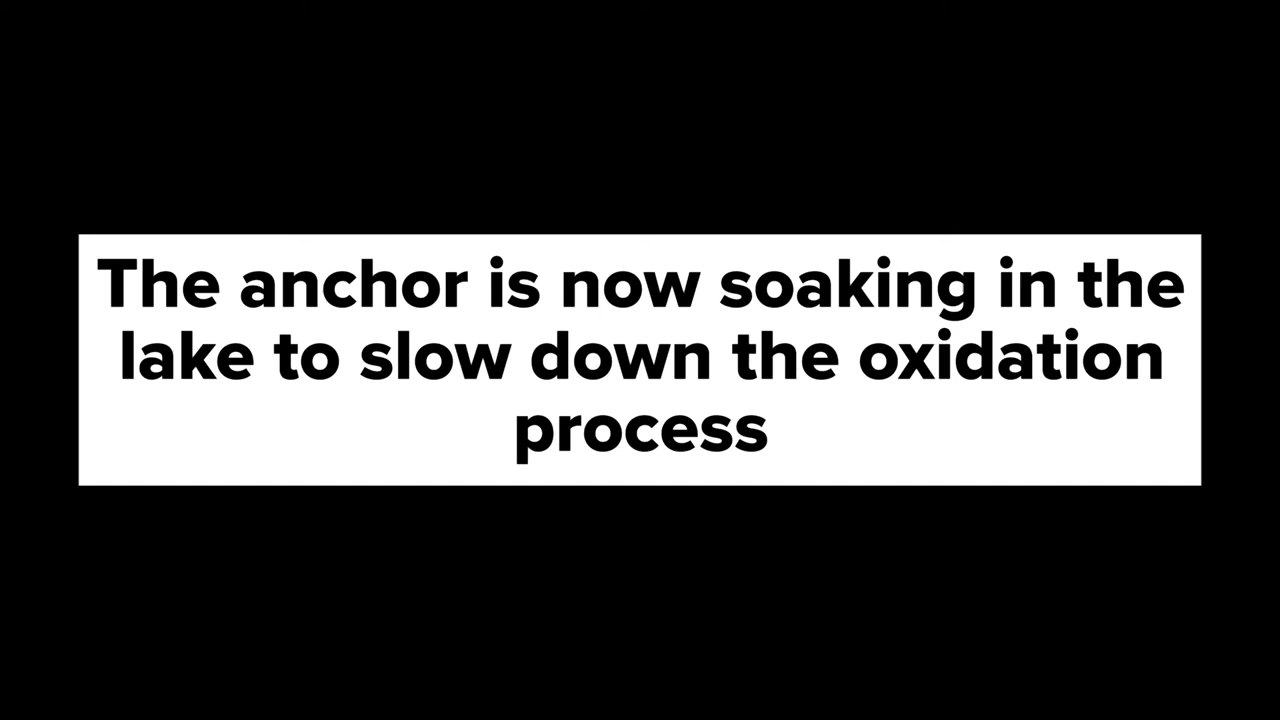 The anchor is now soaking in the
lake to slow down the oxidation
process